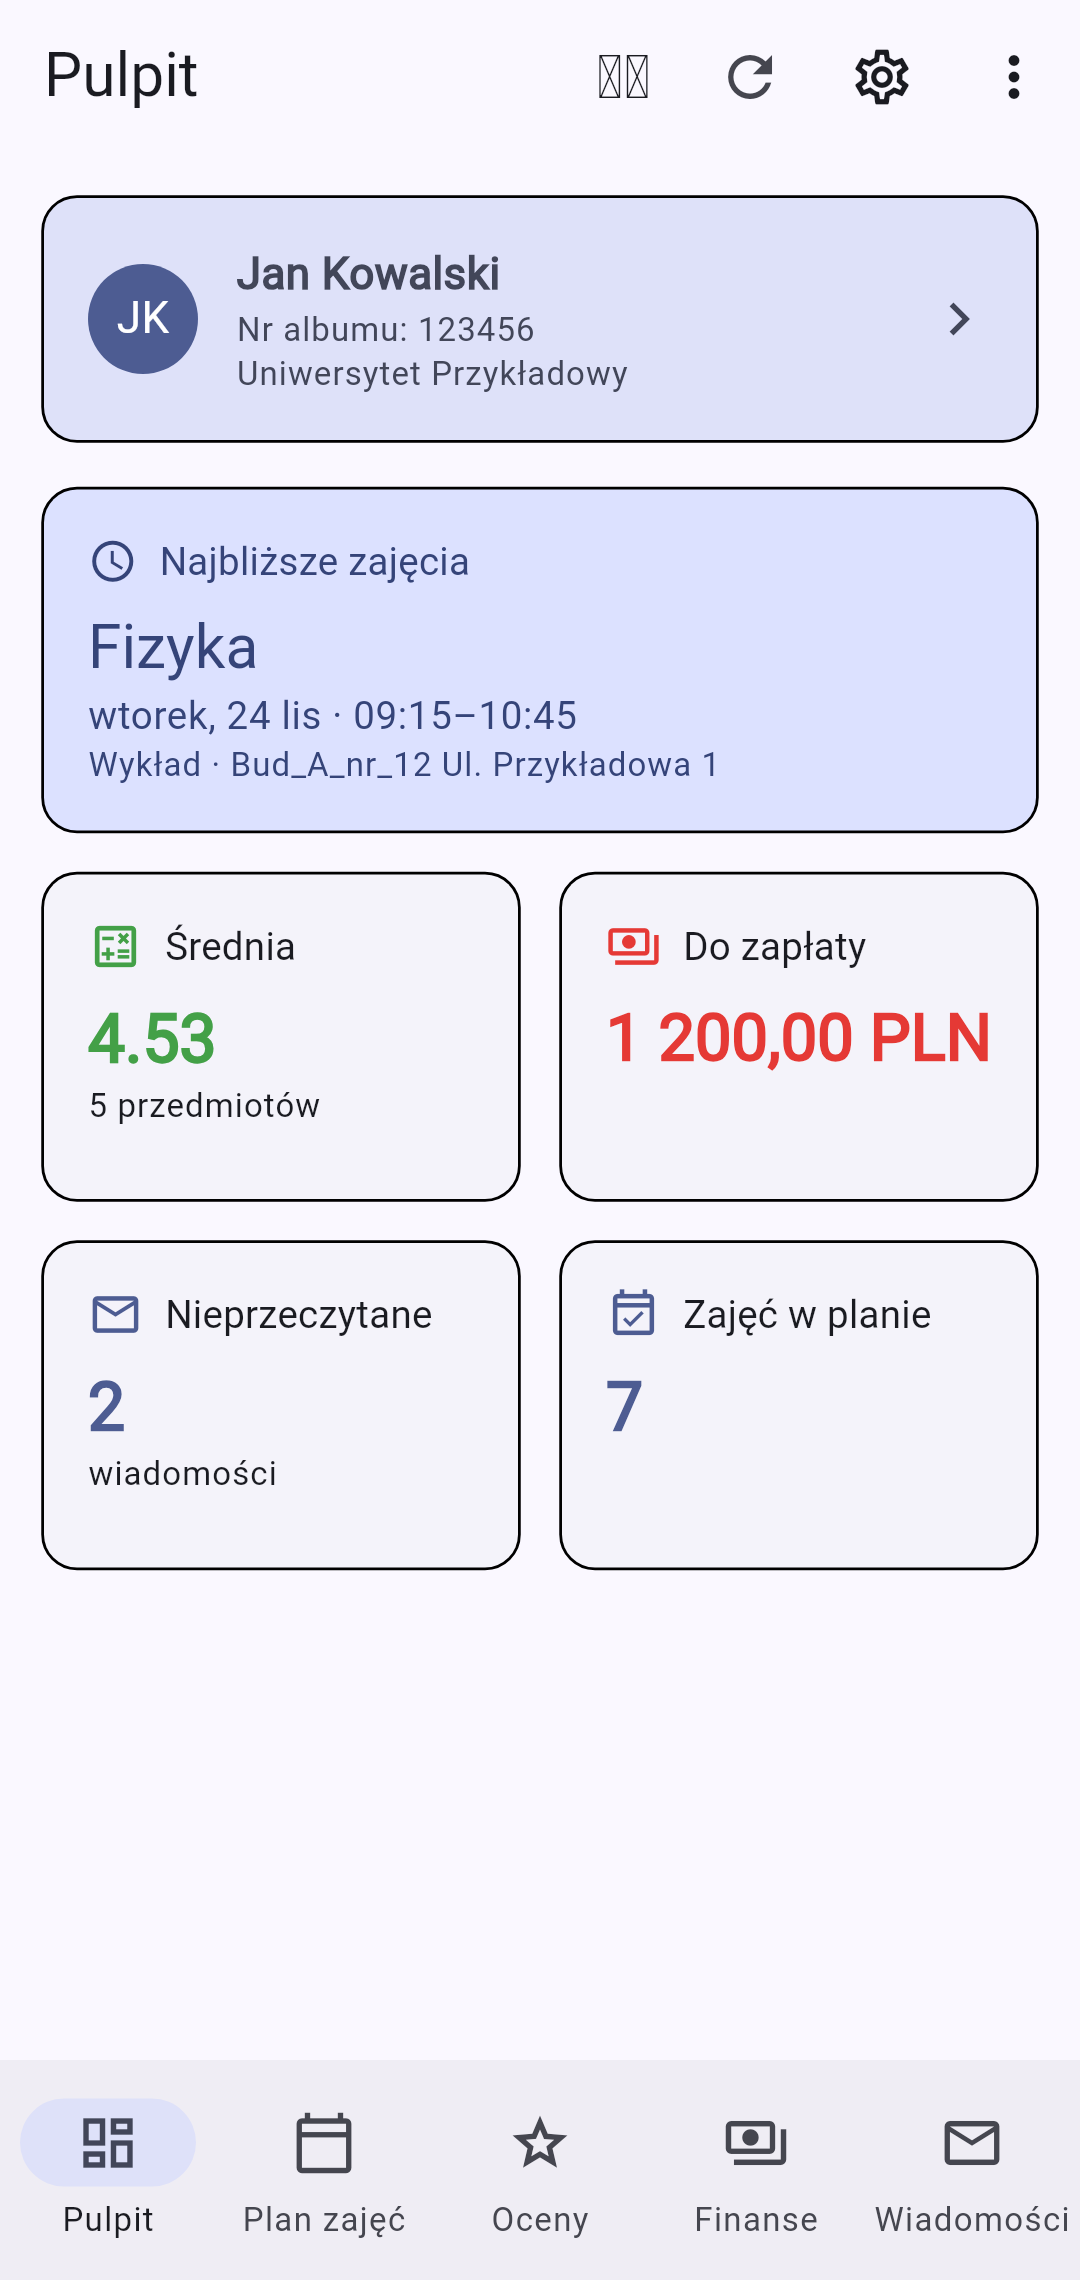 Pulpit
JK
Jan Kowalski
Nr albumu: 123456
Uniwersytet Przykładowy
Najbliższe zajęcia
Fizyka
wtorek, 24 lis · 09:15–10:45
Wykład · Bud_A_nr_12 Ul. Przykładowa 1
Średnia
4.53
5 przedmiotów
Do zapłaty
1 200,00 PLN
Nieprzeczytane
2
wiadomości
Zajęć w planie
7
Pulpit
Plan zajęć
Oceny
Finanse
Wiadomości